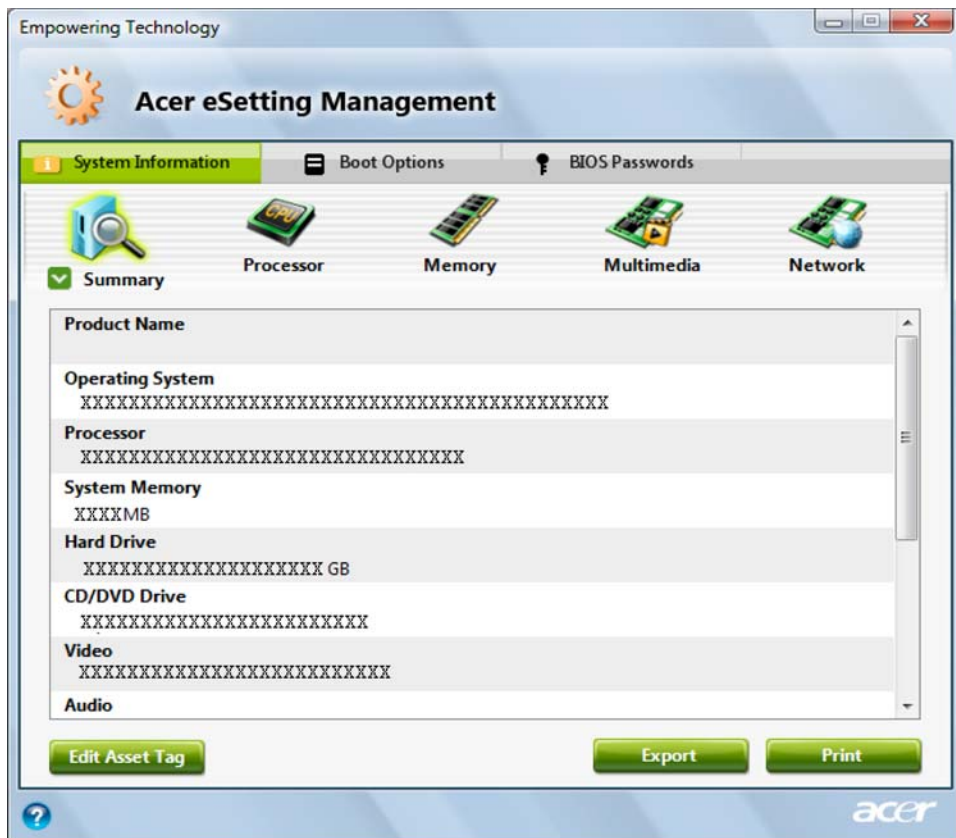 Empowering Technology
Acer eSetting Management
System Information
Boot Options
BIOS Passwords
CPU
Summary
Processor
Memory
Multimedia
Network
Product Name
Operating System
XXXXXXXXXXXXXXXXXXXXXXXXXXXXXXXXXXXXXXXXXXXX
Processor
XXXXXXXXXXXXXXXXXXXXXXXXXXXXXXXX
System Memory
XXXXMB
Hard Drive
XXXXXXXXXXXXXXXXXXXX GB
CD/DVD Drive
XXXXXXXXXXXXXXXXXXXXXXXX
Video
XXXXXXXXXXXXXXXXXXXXXXXXXX
Audio
Edit Asset Tag
Export
Print
?
acer